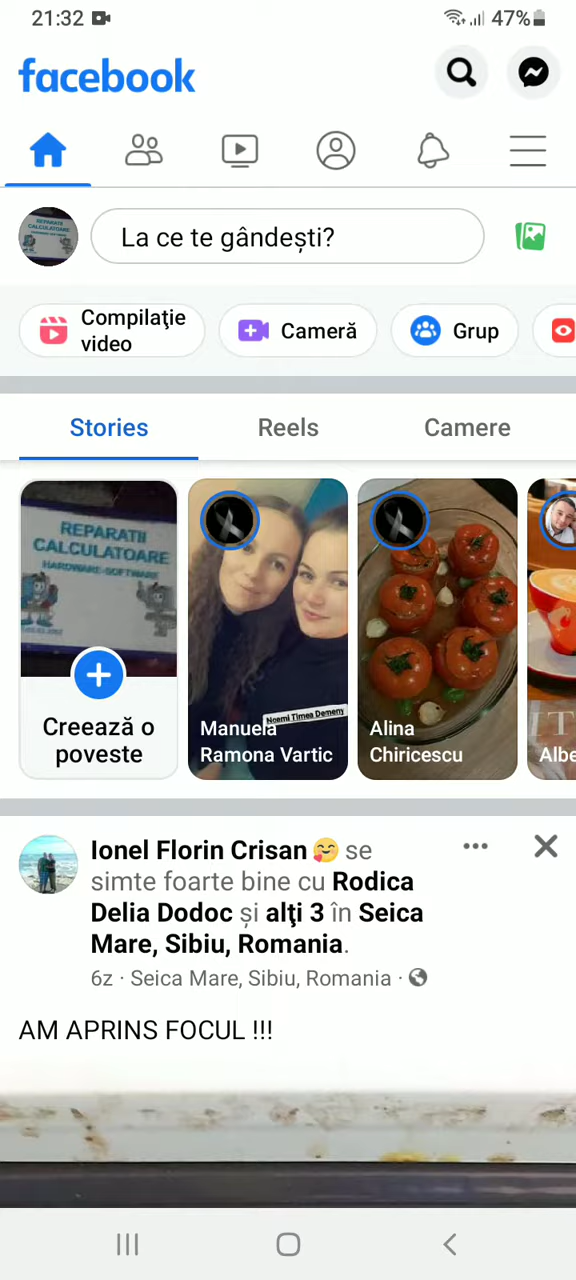 21:32
47%
facebook
La ce te gândești?
Compilaţie
video
Cameră
Grup
Stories
Reels
Camere
REPARATII
CALCULATOARE
HARDWARE-SOFTWARE
Creează o
poveste
Noemi Timea Demeny
Manuela
Ramona Vartic
Alina
Chiricescu
Albe
Ionel Florin Crisan 🥰 se
simte foarte bine cu Rodica
Delia Dodoc și alţi 3 în Seica
Mare, Sibiu, Romania.
6z · Seica Mare, Sibiu, Romania ·
AM APRINS FOCUL !!!